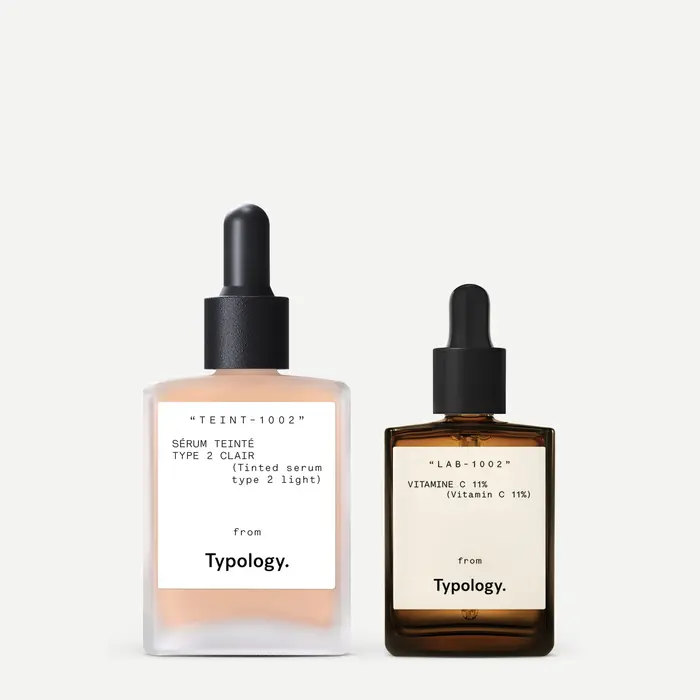 “TEINT-1002”
SÉRUM TEINTÉ
TYPE 2 CLAIR
(Tinted serum
type 2 light)
from
Typology.
“LAB-1002”
VITAMINE C 11%
(Vitamin C 11%)
from
Typology.